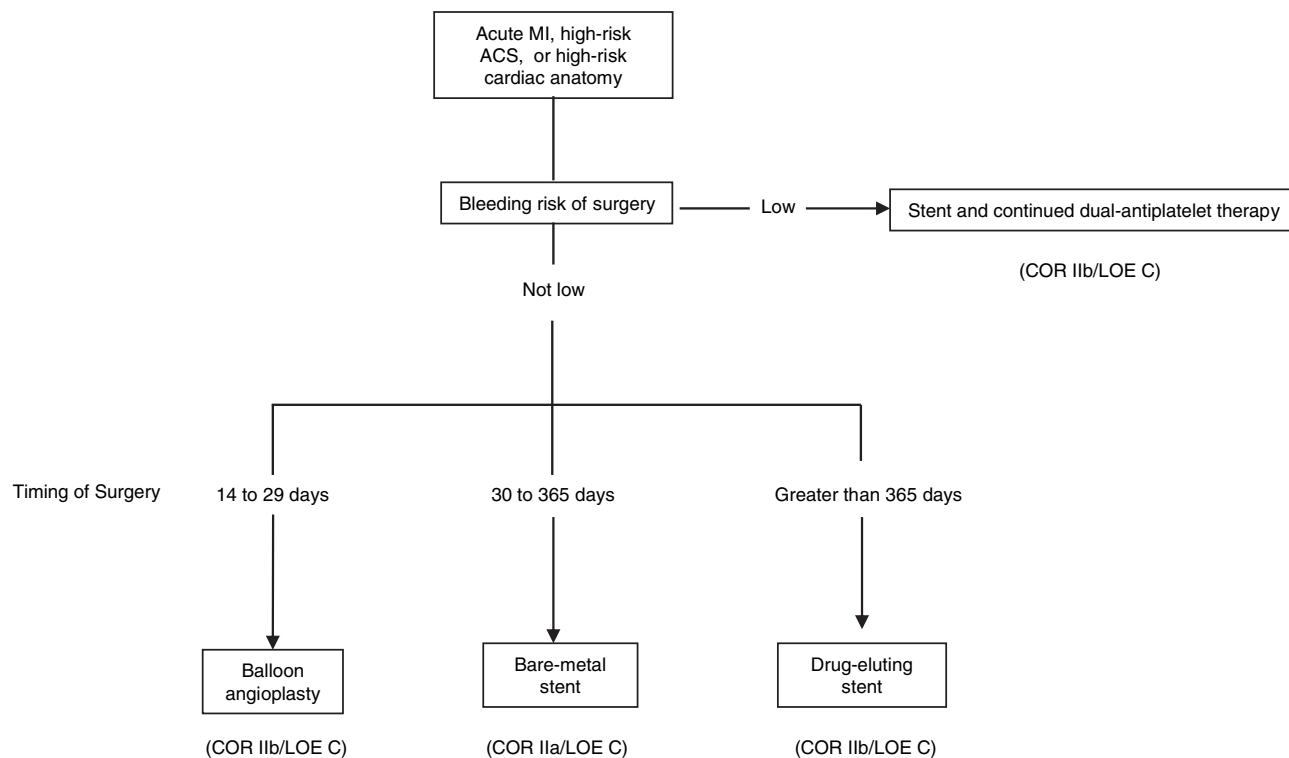 Acute MI, high-risk
ACS, or high-risk
cardiac anatomy
Bleeding risk of surgery
Low
Stent and continued dual-antiplatelet therapy
(COR IIb/LOE C)
Not low
Timing of Surgery
14 to 29 days
30 to 365 days
Greater than 365 days
Balloon
angioplasty
Bare-metal
stent
Drug-eluting
stent
(COR IIb/LOE C)
(COR IIa/LOE C)
(COR IIb/LOE C)